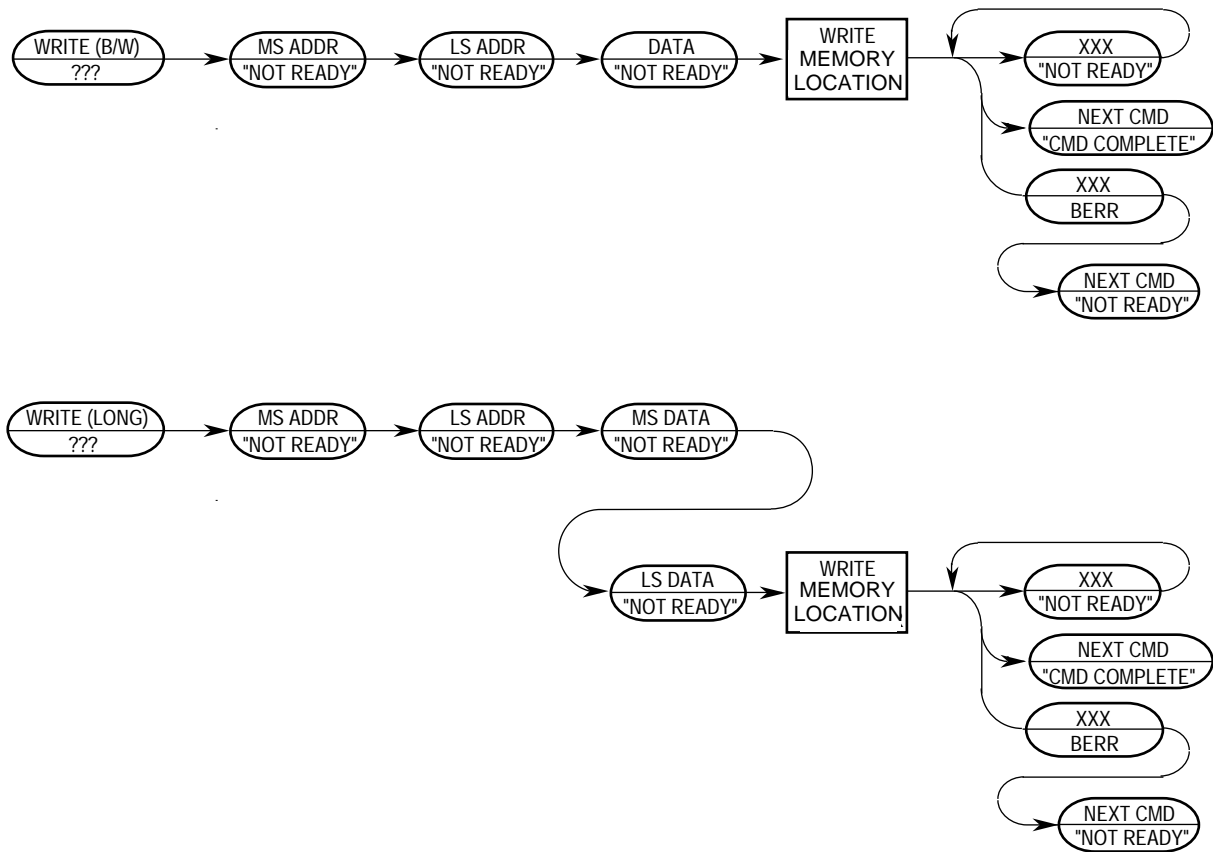 WRITE (B/W)
???
MS ADDR
"NOT READY"
LS ADDR
"NOT READY"
DATA
"NOT READY"
WRITE
MEMORY
LOCATION
XXX
"NOT READY"
NEXT CMD
"CMD COMPLETE"
XXX
BERR
NEXT CMD
"NOT READY"
WRITE (LONG)
???
MS ADDR
"NOT READY"
LS ADDR
"NOT READY"
MS DATA
"NOT READY"
LS DATA
"NOT READY"
WRITE
MEMORY
LOCATION
XXX
"NOT READY"
NEXT CMD
"CMD COMPLETE"
XXX
BERR
NEXT CMD
"NOT READY"